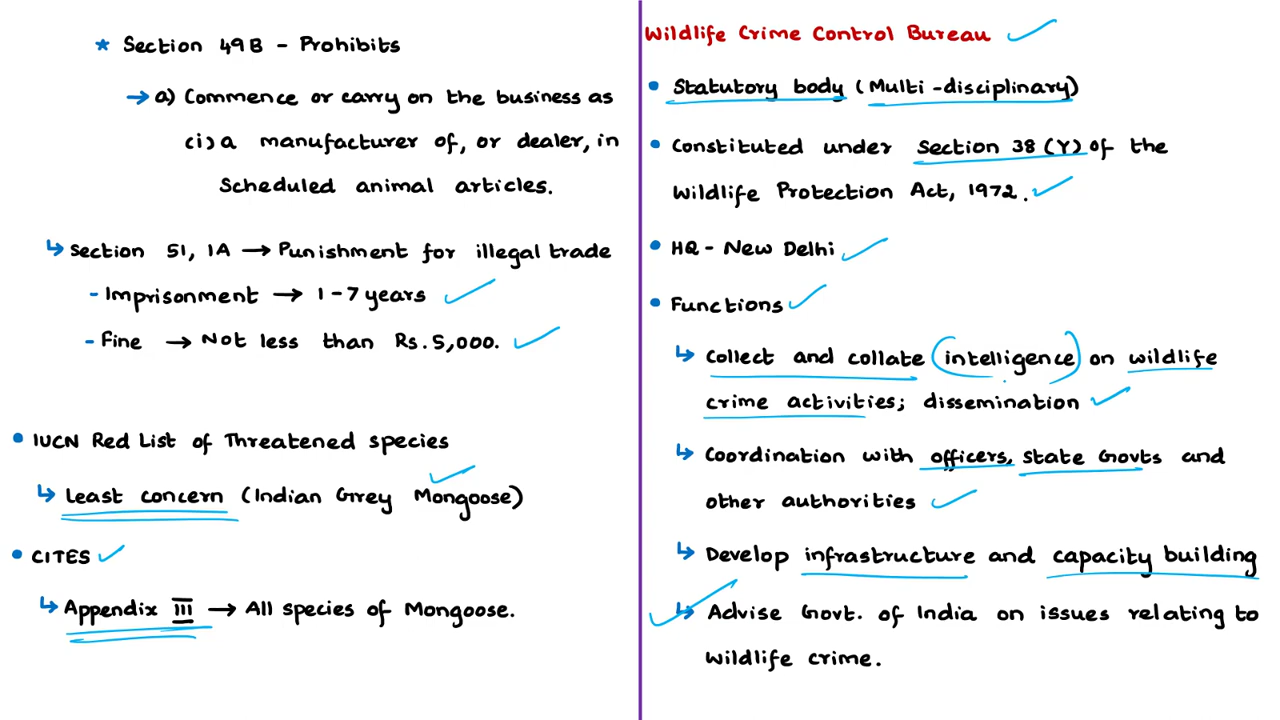 * Section 49B - Prohibits
→ a) Commence or carry on the business as
(i) a manufacturer of, or dealer, in
Scheduled animal articles.
↳ Section 51, 1A → Punishment for illegal trade
- Imprisonment → 1-7 years
- Fine → Not less than Rs. 5,000.
• IUCN Red List of Threatened species
↳ Least concern (Indian Grey Mongoose)
• CITES
↳ Appendix III → All species of Mongoose.
Wildlife Crime Control Bureau
• Statutory body (Multi-disciplinary)
• Constituted under Section 38 (Y) of the
Wildlife Protection Act, 1972.
• HQ - New Delhi
• Functions
↳ Collect and collate intelligence on wildlife
crime activities; dissemination
↳ Coordination with officers, state Govts and
other authorities
↳ Develop infrastructure and capacity building
↳ Advise Govt. of India on issues relating to
wildlife crime.